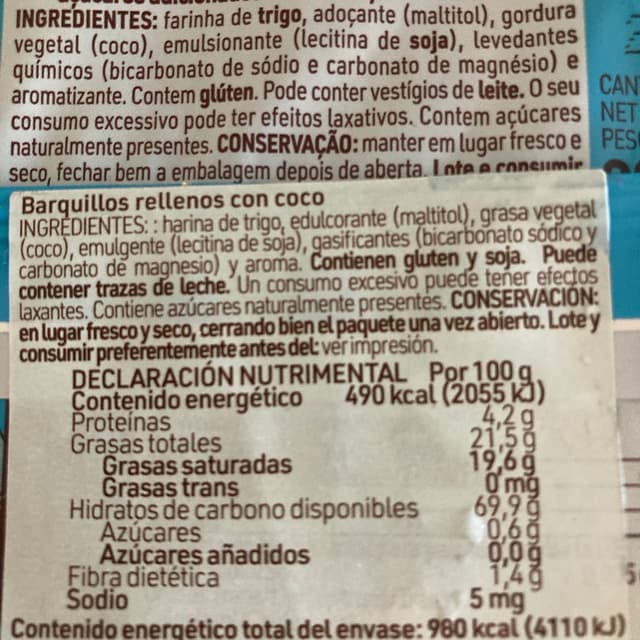 INGREDIENTES: farinha de trigo, adoçante (maltitol), gordura
vegetal (coco), emulsionante (lecitina de soja), levedantes
químicos (bicarbonato de sódio e carbonato de magnésio) e
aromatizante. Contem glúten. Pode conter vestígios de leite. O seu
consumo excessivo pode ter efeitos laxativos. Contem açúcares
naturalmente presentes. CONSERVAÇÃO: manter em lugar fresco e
seco, fechar bem a embalagem depois de aberta. Lote e consumir
CAN
NET
PES
Barquillos rellenos con coco
INGREDIENTES: : harina de trigo, edulcorante (maltitol), grasa vegetal
(coco), emulgente (lecitina de soja), gasificantes (bicarbonato sódico y
carbonato de magnesio) y aroma. Contienen gluten y soja. Puede
contener trazas de leche. Un consumo excesivo puede tener efectos
laxantes. Contiene azúcares naturalmente presentes. CONSERVACIÓN:
en lugar fresco y seco, cerrando bien el paquete una vez abierto. Lote y
consumir preferentemente antes del: ver impresión.
DECLARACIÓN NUTRIMENTAL Por 100 g
Contenido energético 490 kcal (2055 kJ)
Proteínas 4,2 g
Grasas totales 21,5 g
Grasas saturadas 19,6 g
Grasas trans 0 mg
Hidratos de carbono disponibles 69,9 g
Azúcares 0,6 g
Azúcares añadidos 0,0 g
Fibra dietética 1,4 g
Sodio 5 mg
Contenido energético total del envase: 980 kcal (4110 kJ)